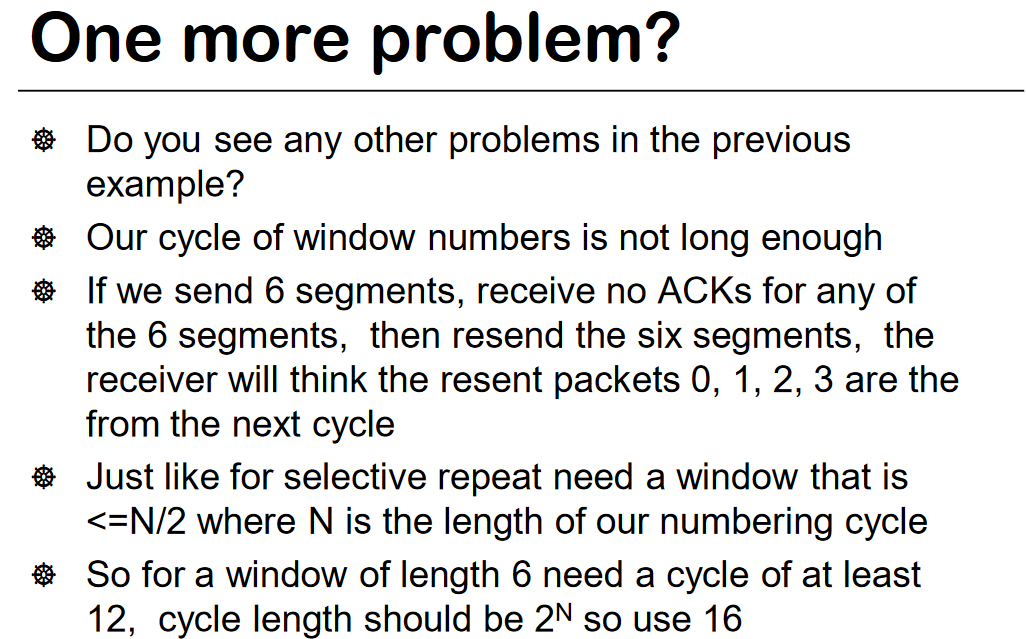 One more problem?
☸ Do you see any other problems in the previous
example?
☸ Our cycle of window numbers is not long enough
☸ If we send 6 segments, receive no ACKs for any of
the 6 segments,  then resend the six segments,  the
receiver will think the resent packets 0, 1, 2, 3 are the
from the next cycle
☸ Just like for selective repeat need a window that is
<=N/2 where N is the length of our numbering cycle
☸ So for a window of length 6 need a cycle of at least
12,  cycle length should be 2ᴺ so use 16